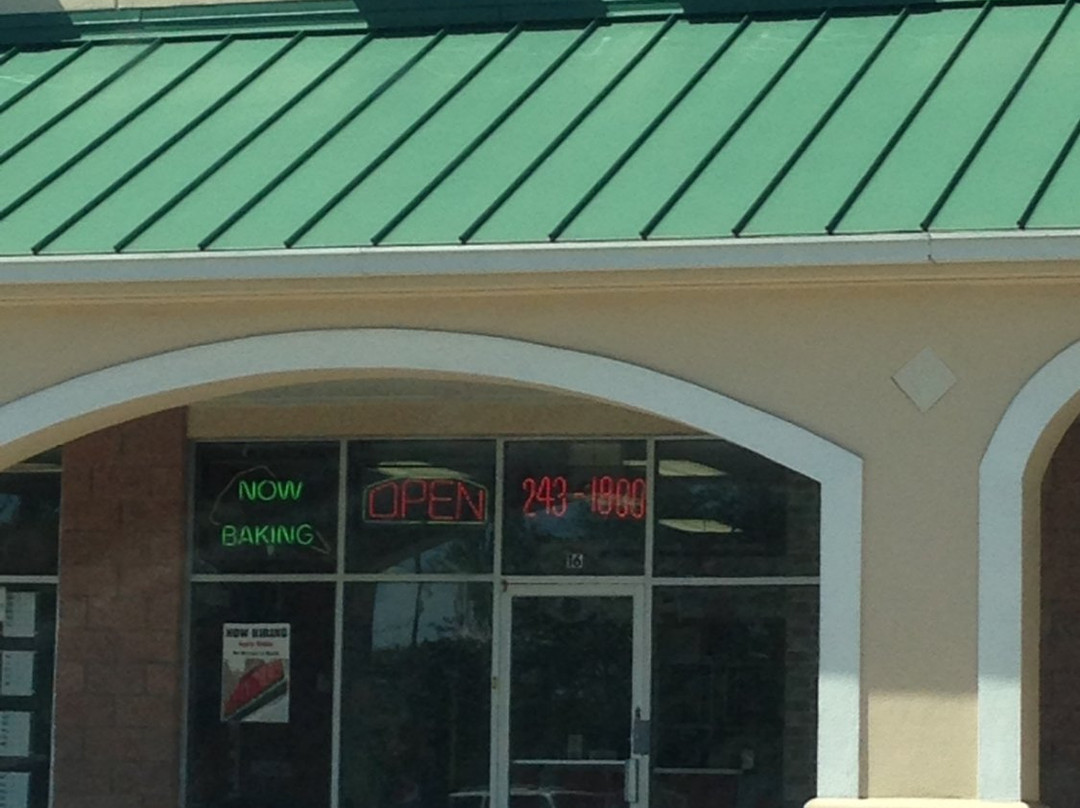 NOW
BAKING
OPEN
243-1800
16
NOW HIRING